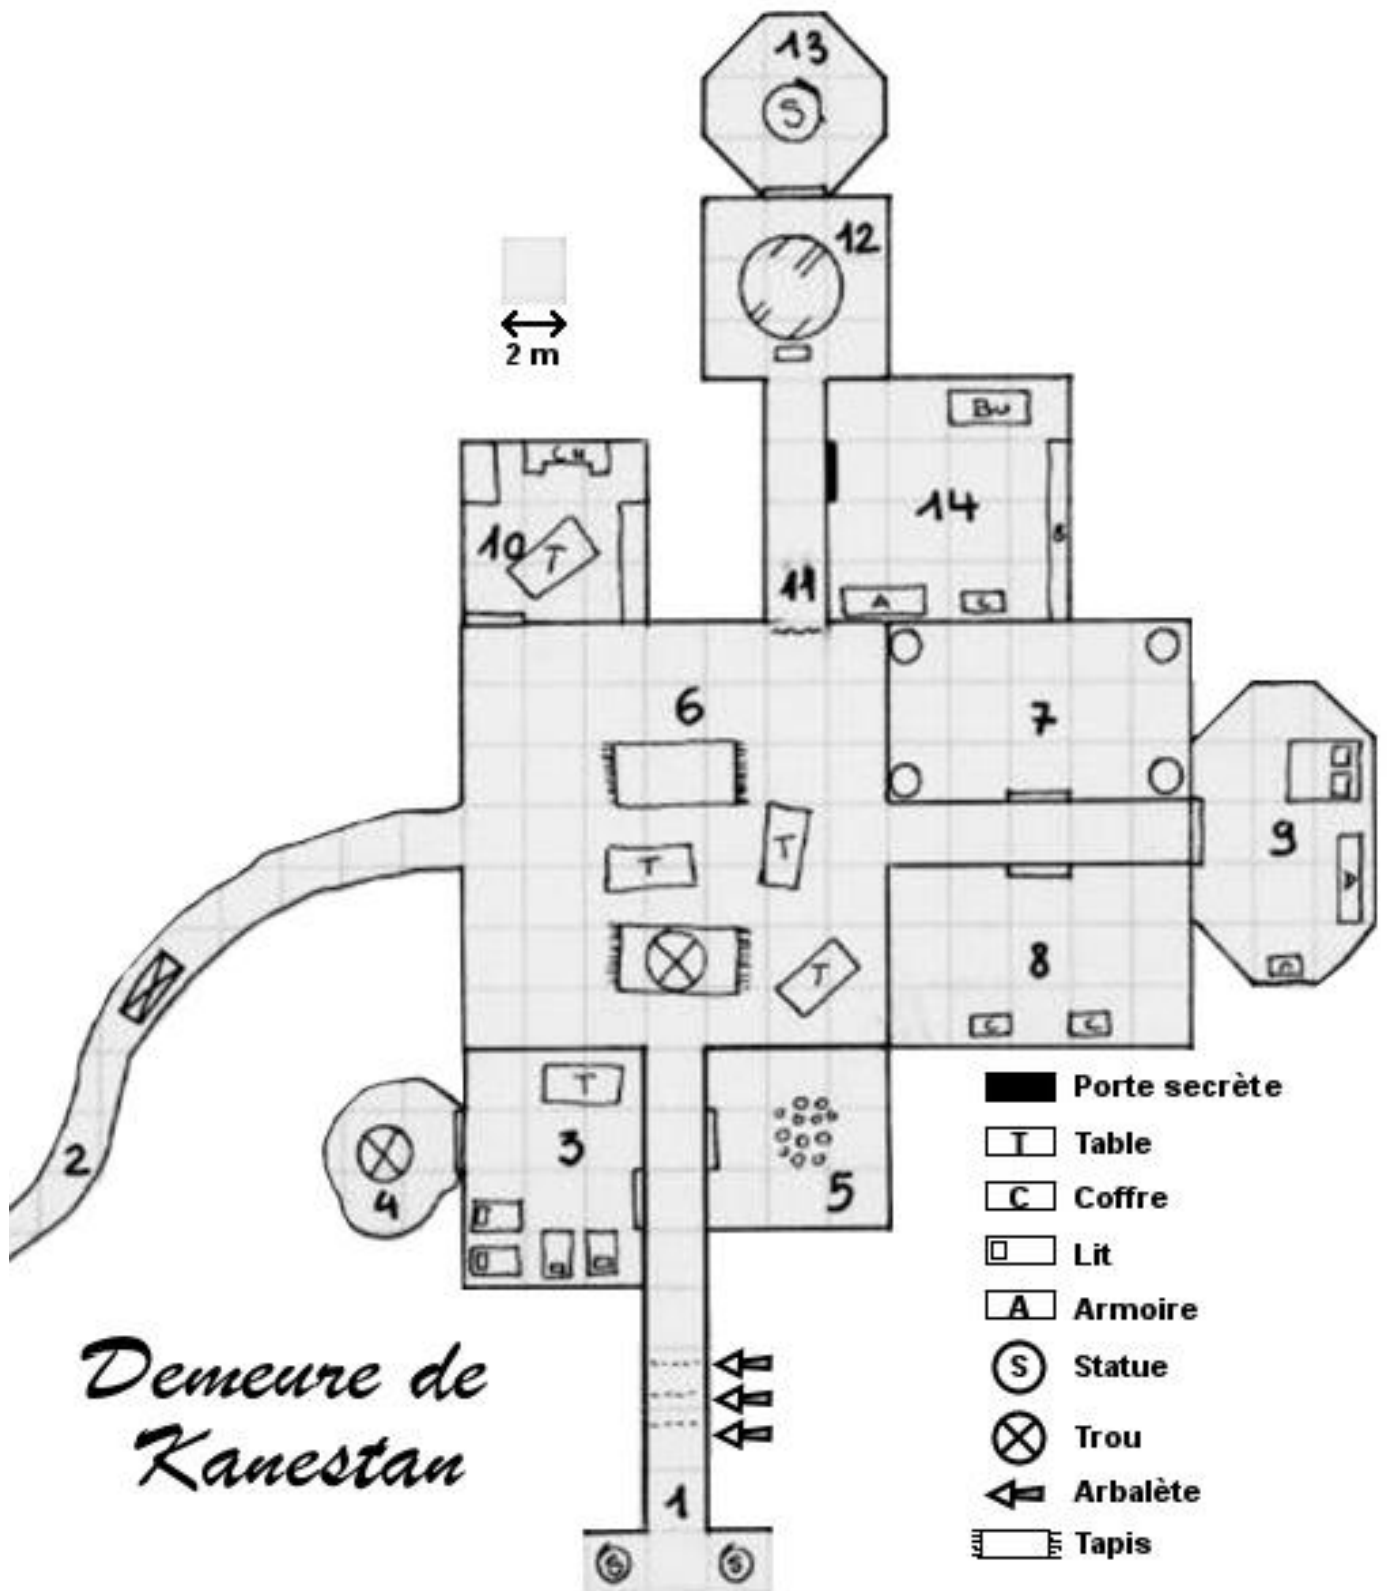 13
S
12
2 m
Bu
CH
14
10
T
B
11
A
C
6
7
T
T
9
A
T
8
C
C
T
3
2
4
5
Porte secrète
T Table
C Coffre
Lit
A Armoire
S Statue
Trou
Arbalète
Tapis
Demeure de
Kanestan
1
S
S